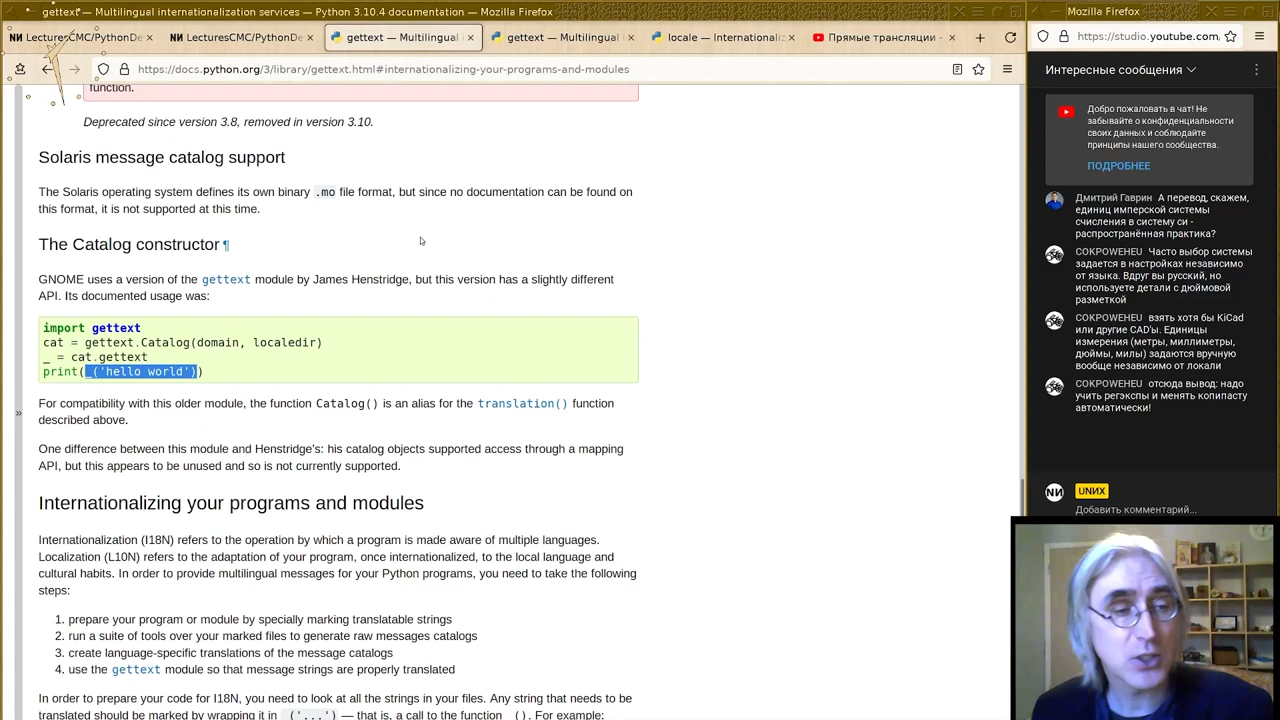 gettext — Multilingual internationalization services — Python 3.10.4 documentation — Mozilla Firefox
Mozilla Firefox
LecturesCMC/PythonDe
LecturesCMC/PythonDe
gettext — Multilingual
gettext — Multilingual
locale — Internationaliz
Прямые трансляции -
https://docs.python.org/3/library/gettext.html#internationalizing-your-programs-and-modules
https://studio.youtube.com
function.
Deprecated since version 3.8, removed in version 3.10.
Solaris message catalog support
The Solaris operating system defines its own binary .mo file format, but since no documentation can be found on
this format, it is not supported at this time.
The Catalog constructor ¶
GNOME uses a version of the gettext module by James Henstridge, but this version has a slightly different
API. Its documented usage was:
import gettext
cat = gettext.Catalog(domain, localedir)
_ = cat.gettext
print(_('hello world'))
For compatibility with this older module, the function Catalog() is an alias for the translation() function
described above.
One difference between this module and Henstridge's: his catalog objects supported access through a mapping
API, but this appears to be unused and so is not currently supported.
Internationalizing your programs and modules
Internationalization (I18N) refers to the operation by which a program is made aware of multiple languages.
Localization (L10N) refers to the adaptation of your program, once internationalized, to the local language and
cultural habits. In order to provide multilingual messages for your Python programs, you need to take the following
steps:
1. prepare your program or module by specially marking translatable strings
2. run a suite of tools over your marked files to generate raw messages catalogs
3. create language-specific translations of the message catalogs
4. use the gettext module so that message strings are properly translated
In order to prepare your code for I18N, you need to look at all the strings in your files. Any string that needs to be
translated should be marked by wrapping it in _('...') — that is, a call to the function _(). For example:
Интересные сообщения
Добро пожаловать в чат! Не
забывайте о конфиденциальности
своих данных и соблюдайте
принципы нашего сообщества.
ПОДРОБНЕЕ
Дмитрий Гаврин А перевод, скажем,
единиц имперской системы
счисления в систему си -
распространённая практика?
COKPOWEHEU Часто выбор системы
задается в настройках независимо
от языка. Вдруг вы русский, но
используете детали с дюймовой
разметкой
COKPOWEHEU взять хотя бы KiCad
или другие CAD'ы. Единицы
измерения (метры, миллиметры,
дюймы, милы) задаются вручную
вообще независимо от локали
COKPOWEHEU отсюда вывод: надо
учить регэкспы и менять копипасту
автоматически!
UNИX
Добавить комментарий...